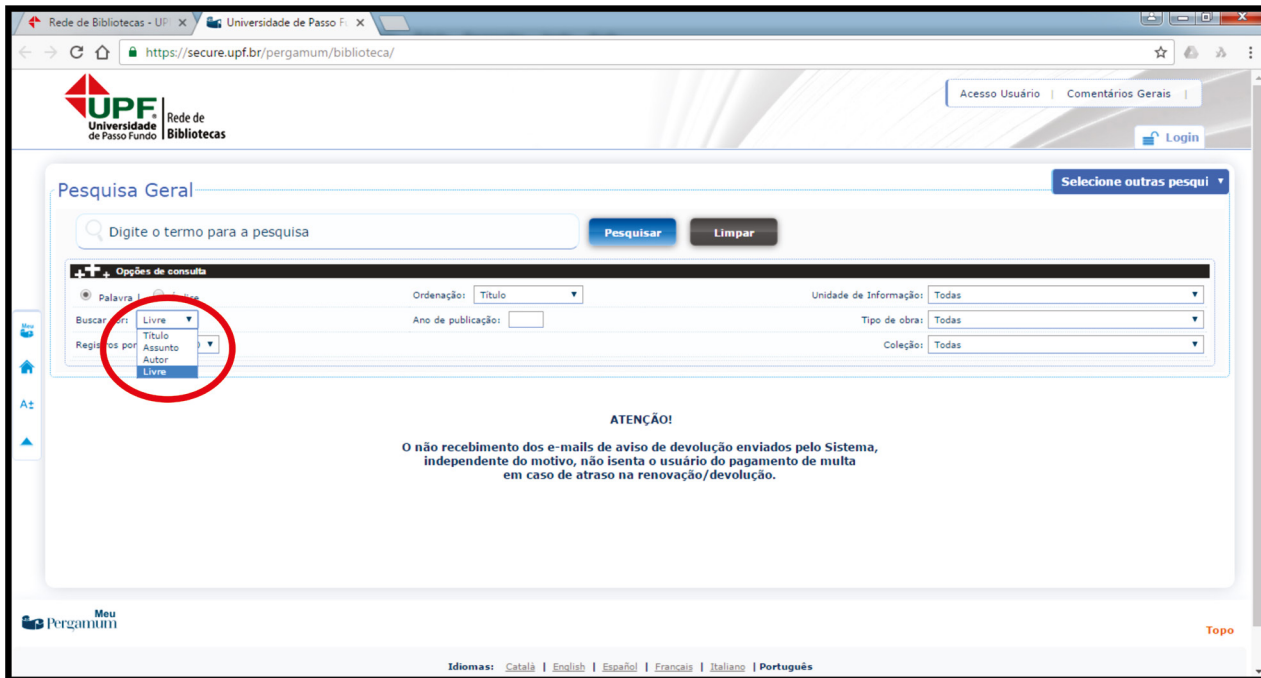 Rede de Bibliotecas - UP
Universidade de Passo F
https://secure.upf.br/pergamum/biblioteca/
UPF
Universidade
de Passo Fundo
Rede de
Bibliotecas
Acesso Usuário | Comentários Gerais |
Login
Pesquisa Geral
Selecione outras pesqui
Digite o termo para a pesquisa
Pesquisar
Limpar
Opções de consulta
Palavra
Ordenação: Título
Unidade de Informação: Todas
Buscar por: Livre
Ano de publicação:
Tipo de obra: Todas
Título
Assunto
Autor
Livre
Registros por
Coleção: Todas
Meu
A±
ATENÇÃO!
O não recebimento dos e-mails de aviso de devolução enviados pelo Sistema,
independente do motivo, não isenta o usuário do pagamento de multa
em caso de atraso na renovação/devolução.
Meu
Pergamum
Topo
Idiomas: Català | English | Español | Français | Italiano | Português